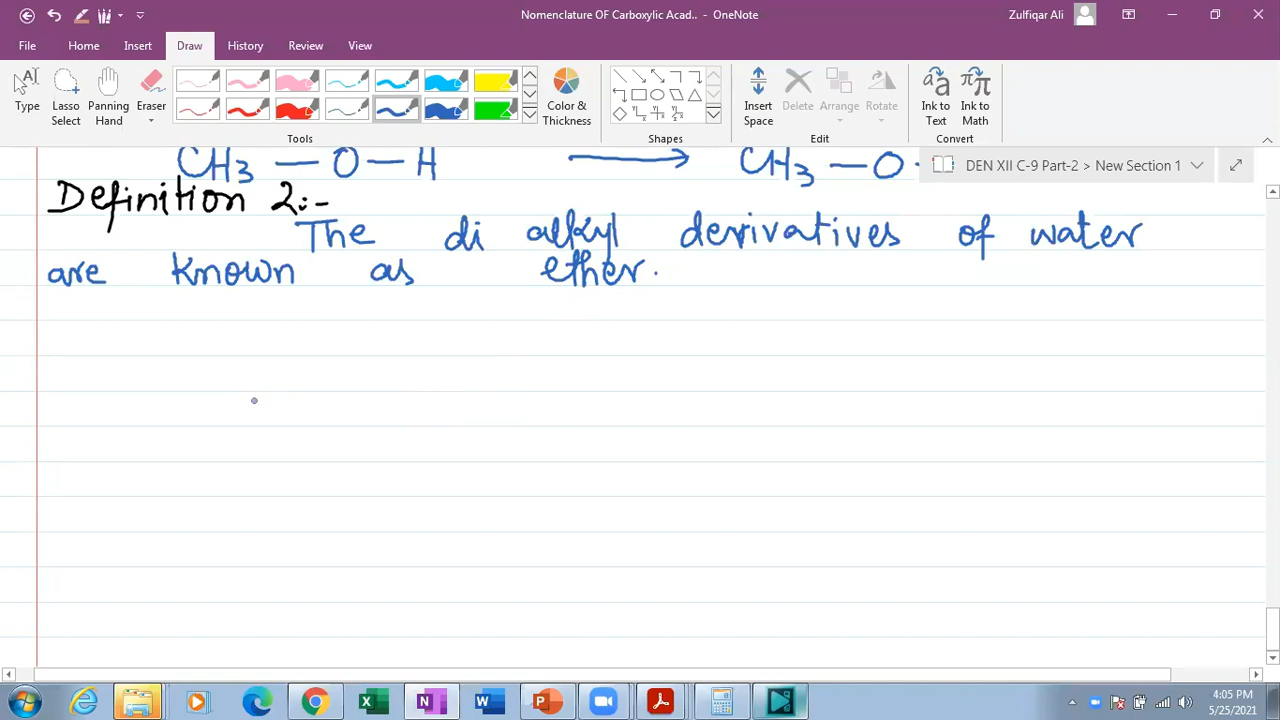 Nomenclature OF Carboxylic Acad.. - OneNote
Zulfiqar Ali
File Home Insert Draw History Review View
Type
Lasso Select
Panning Hand
Eraser
Color & Thickness
Insert Space
Delete
Arrange
Rotate
Ink to Text
Ink to Math
Tools
Shapes
Edit
Convert
DEN XII C-9 Part-2 > New Section 1
CH3 — O — H ⟶ CH3 — O -
Definition 2:-
The di alkyl derivatives of water
are known as ether.
4:05 PM
5/25/2021